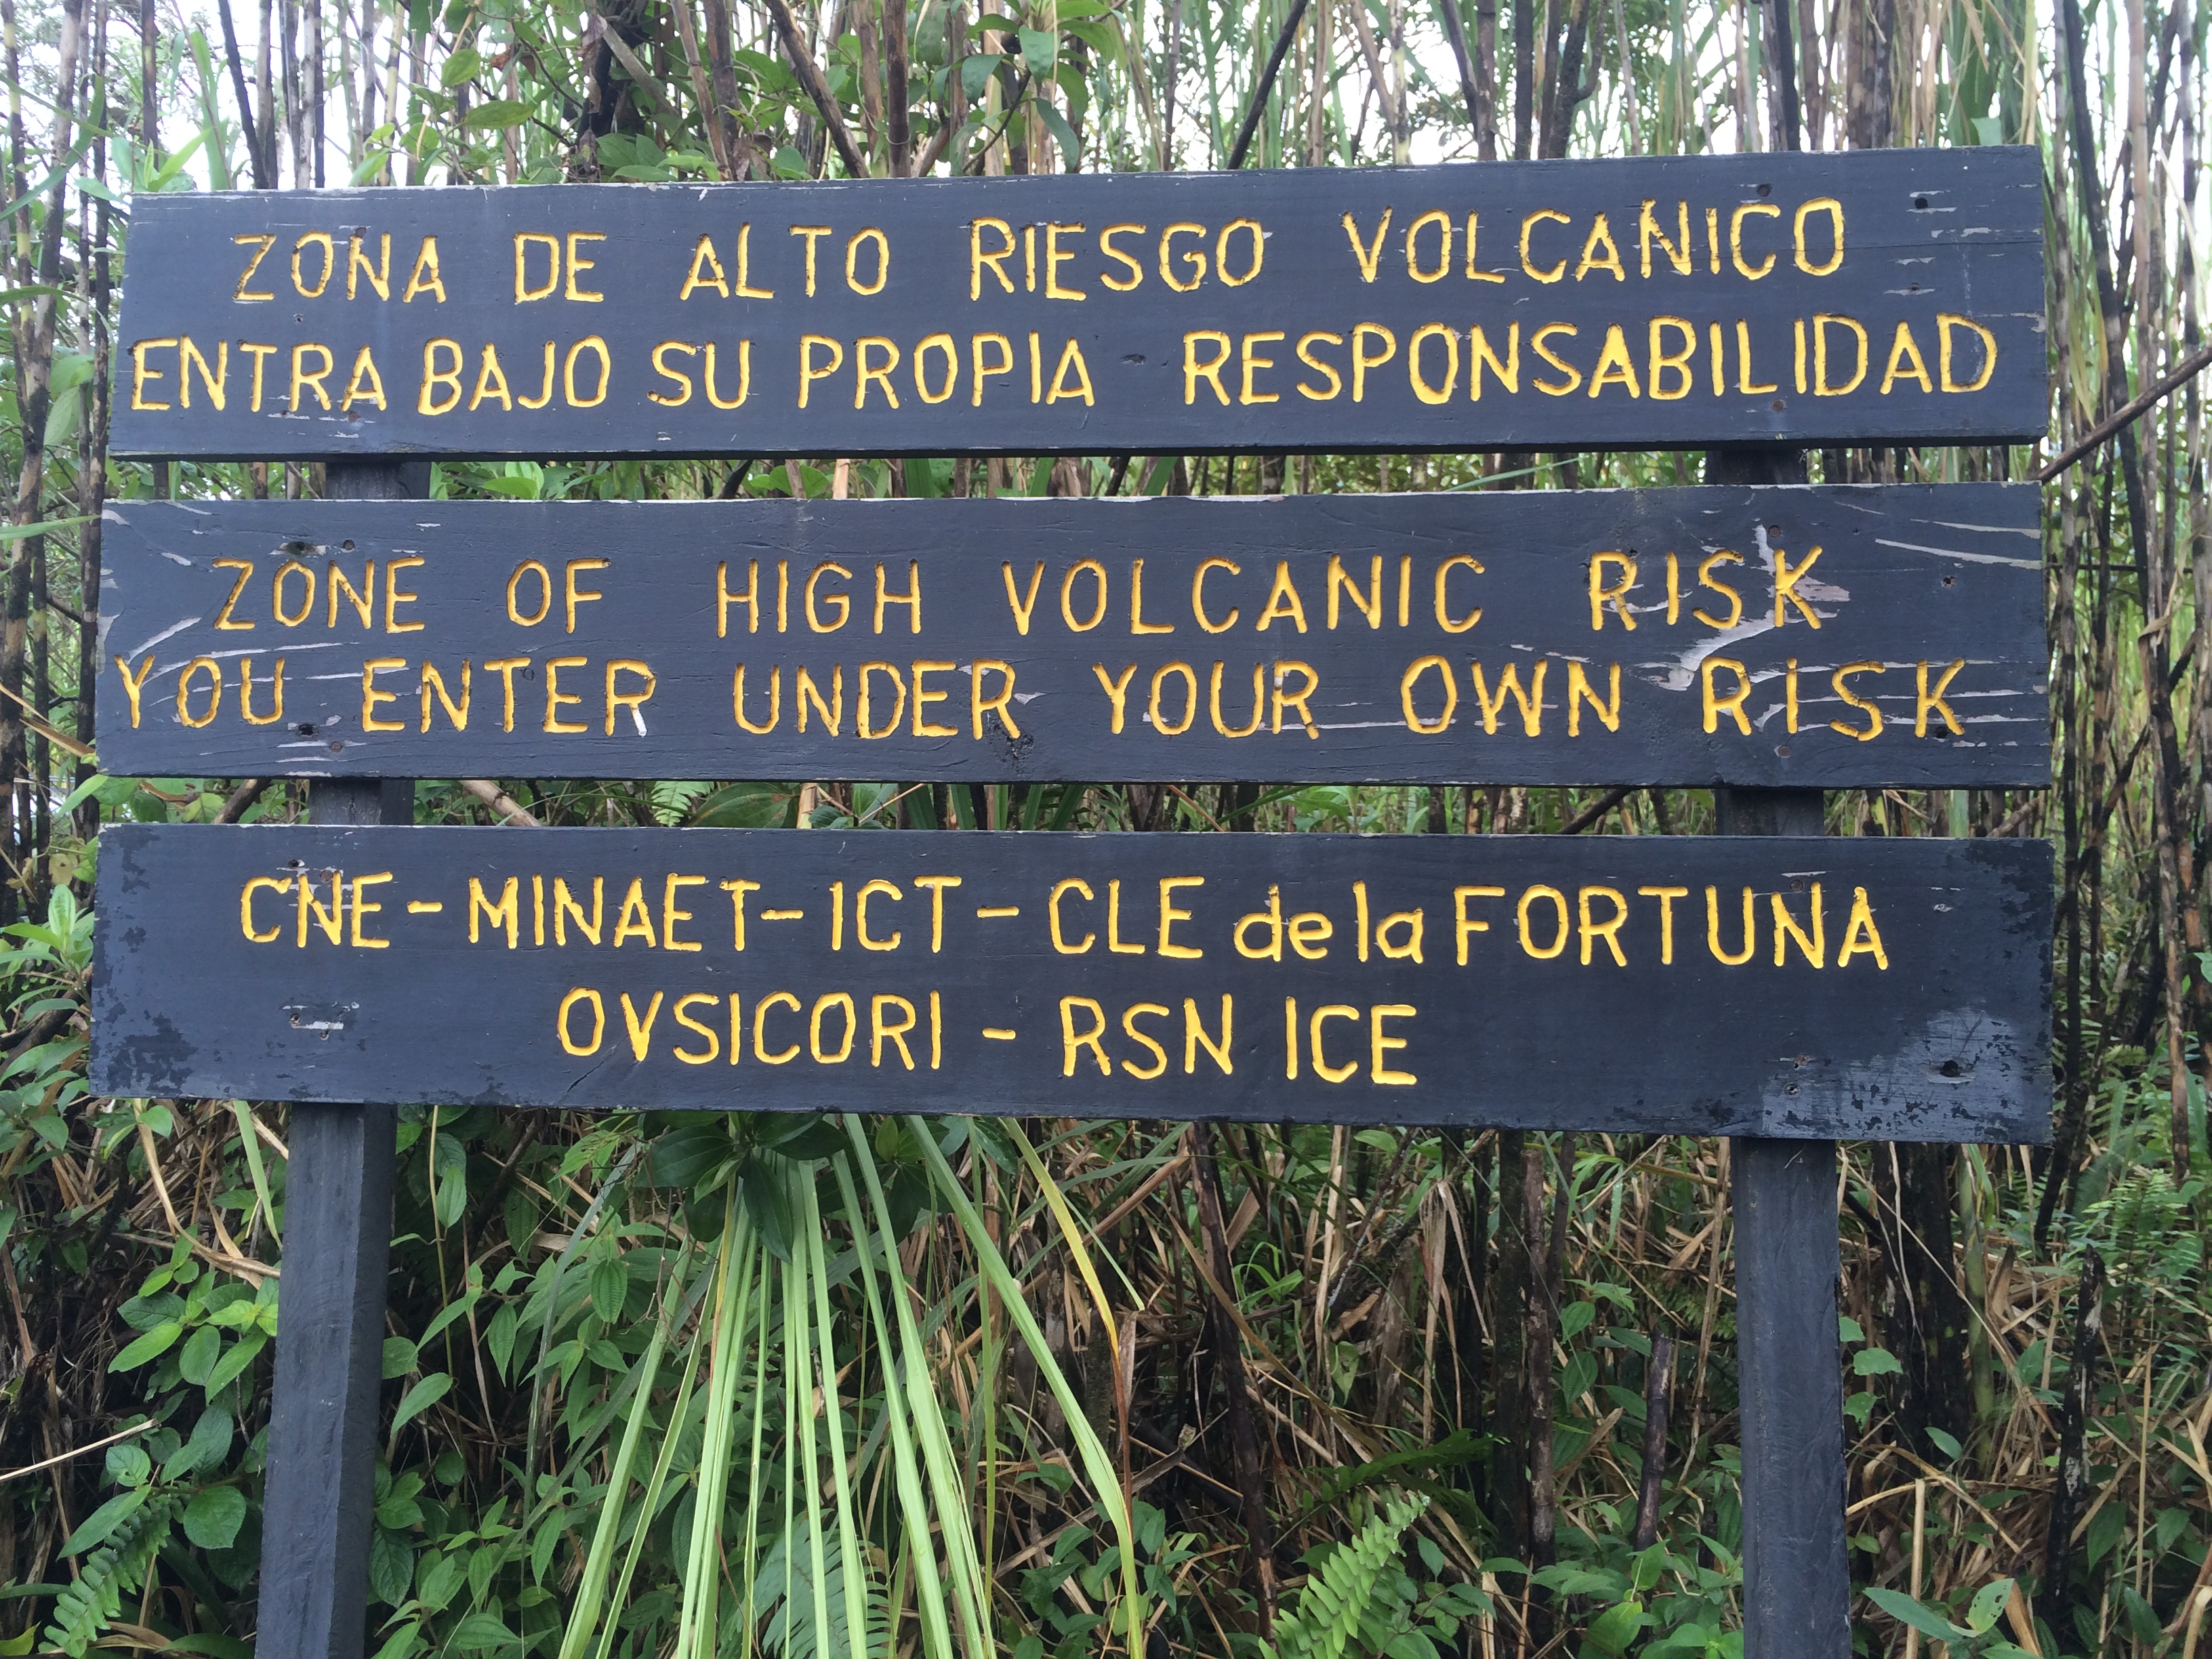 ZONA DE ALTO RIESGO VOLCANICO
ENTRA BAJO SU PROPIA RESPONSABILIDAD
ZONE OF HIGH VOLCANIC RISK
YOU ENTER UNDER YOUR OWN RISK
CNE-MINAET-ICT-CLE de la FORTUNA
OVSICORI - RSN ICE